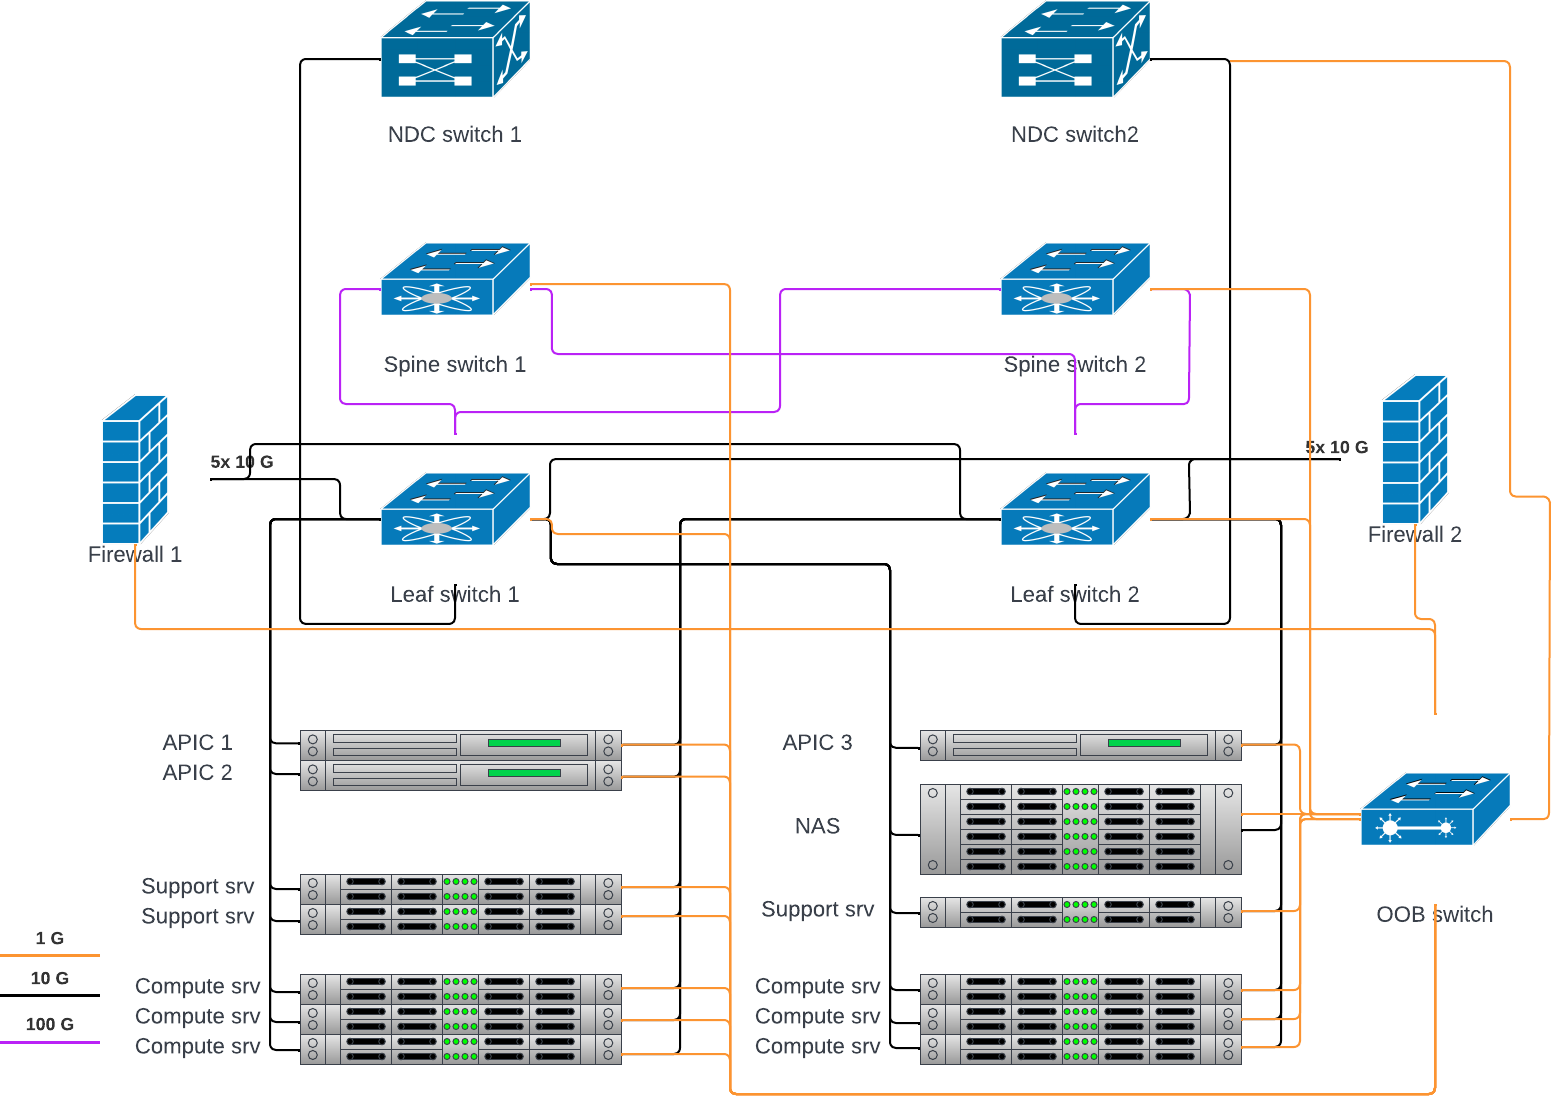 NDC switch 1
NDC switch2
Spine switch 1
Spine switch 2
5x 10 G
5x 10 G
Firewall 1
Firewall 2
Leaf switch 1
Leaf switch 2
APIC 1
APIC 2
APIC 3
NAS
Support srv
Support srv
Support srv
OOB switch
1 G
10 G
100 G
Compute srv
Compute srv
Compute srv
Compute srv
Compute srv
Compute srv